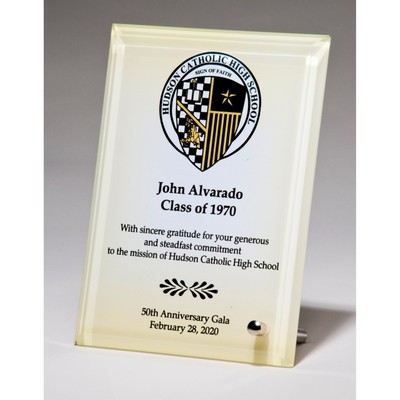 HUDSON CATHOLIC HIGH SCHOOL
SIGN OF FAITH
John Alvarado
Class of 1970
With sincere gratitude for your generous
and steadfast commitment
to the mission of Hudson Catholic High School
50th Anniversary Gala
February 28, 2020